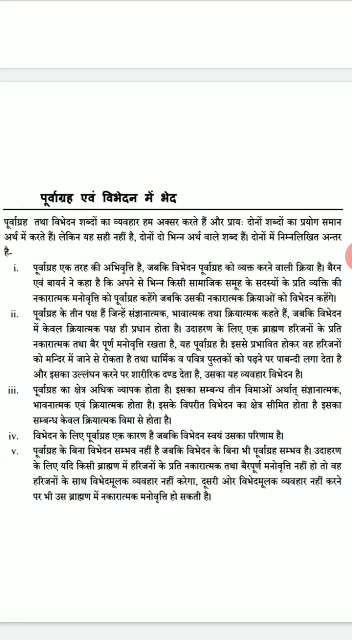 पूर्वाग्रह एवं विभेदन में भेद
पूर्वाग्रह तथा विभेदन शब्दों का व्यवहार हम अक्सर करते हैं और प्रायः दोनों शब्दों का प्रयोग समान
अर्थ में करते हैं। लेकिन यह सही नहीं है, दोनों दो भिन्न अर्थ वाले शब्द हैं। दोनों में निम्नलिखित अन्तर
है-
i. पूर्वाग्रह एक तरह की अभिवृत्ति है, जबकि विभेदन पूर्वाग्रह को व्यक्त करने वाली क्रिया है। बैरन
एवं बायर्न ने कहा है कि अपने से भिन्न किसी सामाजिक समूह के सदस्यों के प्रति व्यक्ति की
नकारात्मक मनोवृत्ति को पूर्वाग्रह कहेंगे जबकि उसकी नकारात्मक क्रियाओं को विभेदन कहेंगे।
ii. पूर्वाग्रह के तीन पक्ष हैं जिन्हें संज्ञानात्मक, भावात्मक तथा क्रियात्मक कहते हैं, जबकि विभेदन
में केवल क्रियात्मक पक्ष ही प्रधान होता है। उदाहरण के लिए एक ब्राह्मण हरिजनों के प्रति
नकारात्मक तथा बैर पूर्ण मनोवृत्ति रखता है, यह पूर्वाग्रह है। इससे प्रभावित होकर वह हरिजनों
को मन्दिर में जाने से रोकता है तथा धार्मिक व पवित्र पुस्तकों को पढ़ने पर पाबन्दी लगा देता है
और इसका उल्लंघन करने पर शारीरिक दण्ड देता है, उसका यह व्यवहार विभेदन है।
iii. पूर्वाग्रह का क्षेत्र अधिक व्यापक होता है। इसका सम्बन्ध तीन विमाओं अर्थात् संज्ञानात्मक,
भावनात्मक एवं क्रियात्मक होता है। इसके विपरीत विभेदन का क्षेत्र सीमित होता है इसका
सम्बन्ध केवल क्रियात्मक विमा से होता है।
iv. विभेदन के लिए पूर्वाग्रह एक कारण है जबकि विभेदन स्वयं उसका परिणाम है।
v. पूर्वाग्रह के बिना विभेदन सम्भव नहीं है जबकि विभेदन के बिना भी पूर्वाग्रह सम्भव है। उदाहरण
के लिए यदि किसी ब्राह्मण में हरिजनों के प्रति नकारात्मक तथा बैरपूर्ण मनोवृत्ति नहीं हो तो वह
हरिजनों के साथ विभेदमूलक व्यवहार नहीं करेगा, दूसरी ओर विभेदमूलक व्यवहार नहीं करने
पर भी उस ब्राह्मण में नकारात्मक मनोवृत्ति हो सकती है।